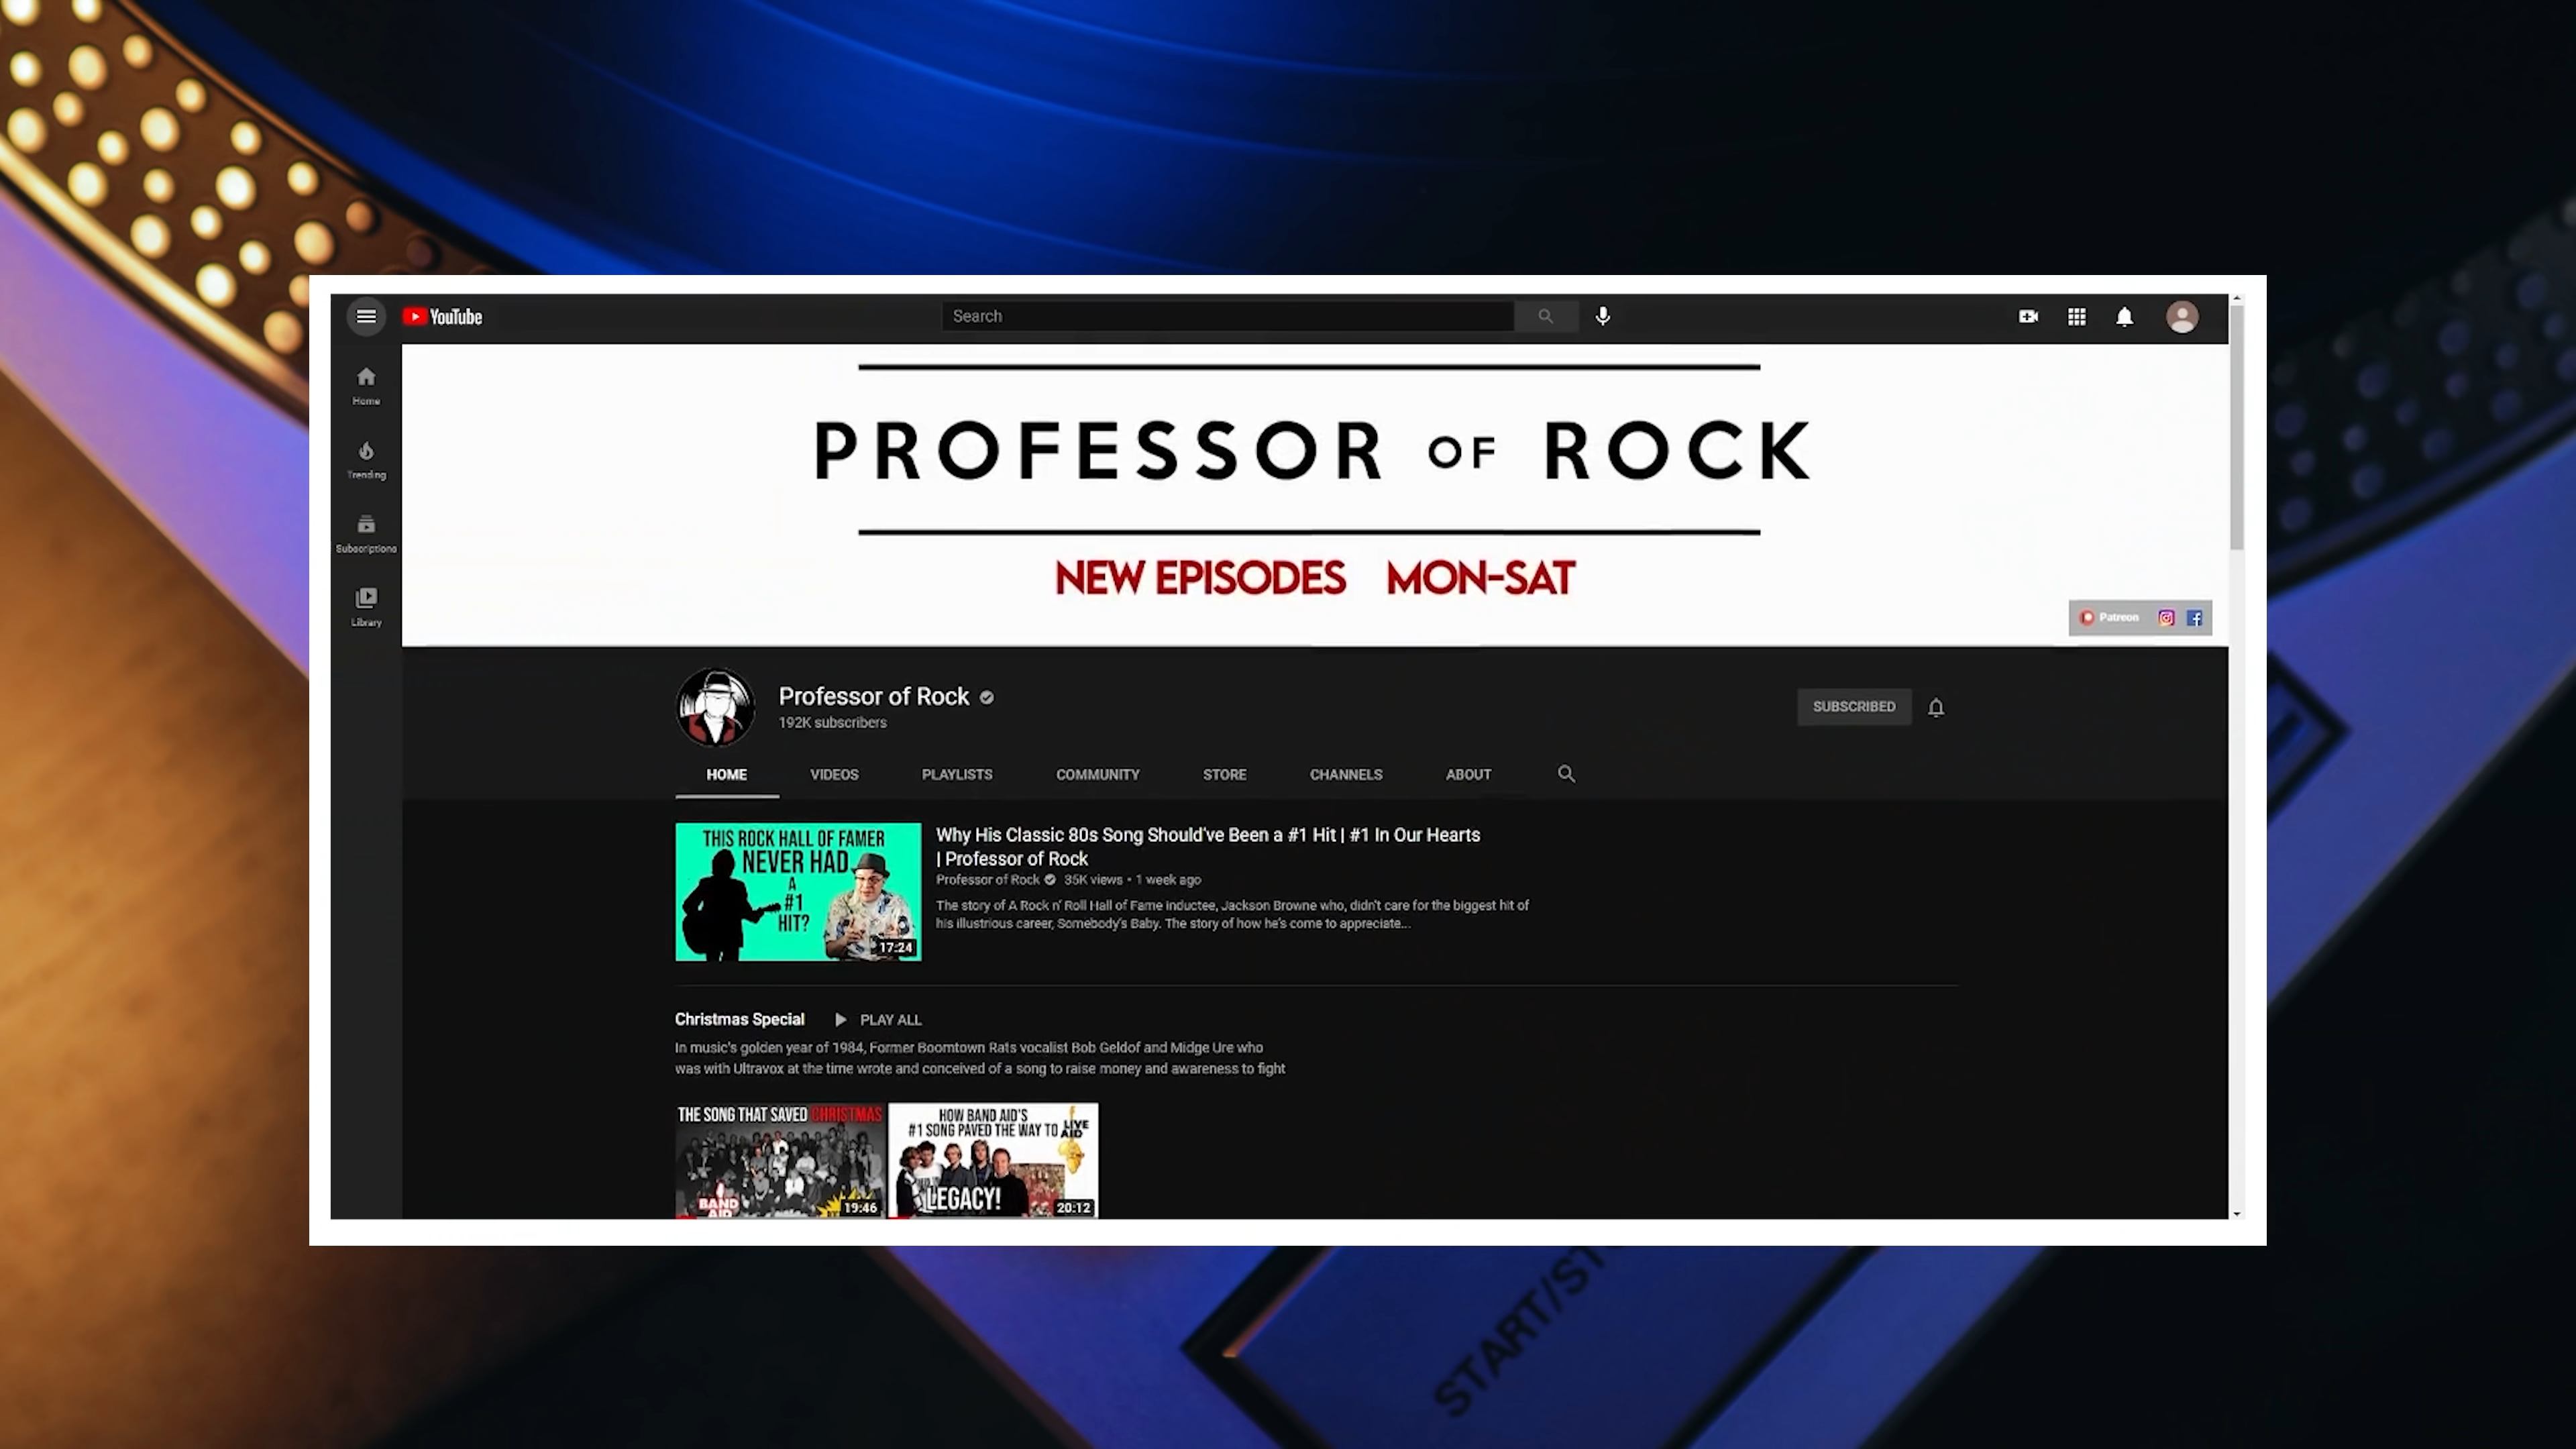 YouTube
Search
Home
Trending
Subscriptions
Library
PROFESSOR OF ROCK
NEW EPISODES MON-SAT
Patreon
Professor of Rock
192K subscribers
SUBSCRIBED
HOME VIDEOS PLAYLISTS COMMUNITY STORE CHANNELS ABOUT
THIS ROCK HALL OF FAMER
NEVER HAD
A
#1
HIT?
17:24
Why His Classic 80s Song Should've Been a #1 Hit | #1 In Our Hearts
| Professor of Rock
Professor of Rock 35K views • 1 week ago
The story of A Rock n' Roll Hall of Fame inductee, Jackson Browne who, didn't care for the biggest hit of
his illustrious career, Somebody's Baby. The story of how he's come to appreciate...
Christmas Special PLAY ALL
In music's golden year of 1984, Former Boomtown Rats vocalist Bob Geldof and Midge Ure who
was with Ultravox at the time wrote and conceived of a song to raise money and awareness to fight
THE SONG THAT SAVED CHRISTMAS
BAND
AID
19:46
HOW BAND AID'S
#1 SONG PAVED THE WAY TO LIVE AID
LEGACY!
20:12
START/ST